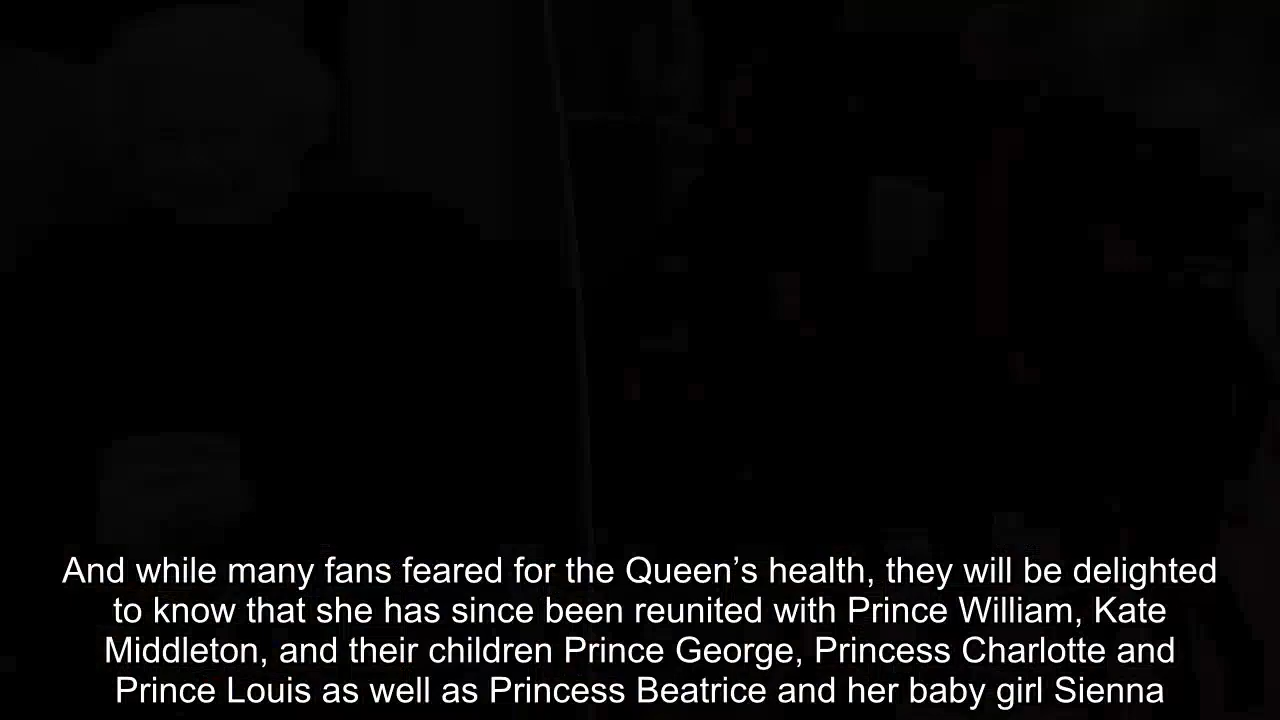 And while many fans feared for the Queen’s health, they will be delighted
to know that she has since been reunited with Prince William, Kate
Middleton, and their children Prince George, Princess Charlotte and
Prince Louis as well as Princess Beatrice and her baby girl Sienna